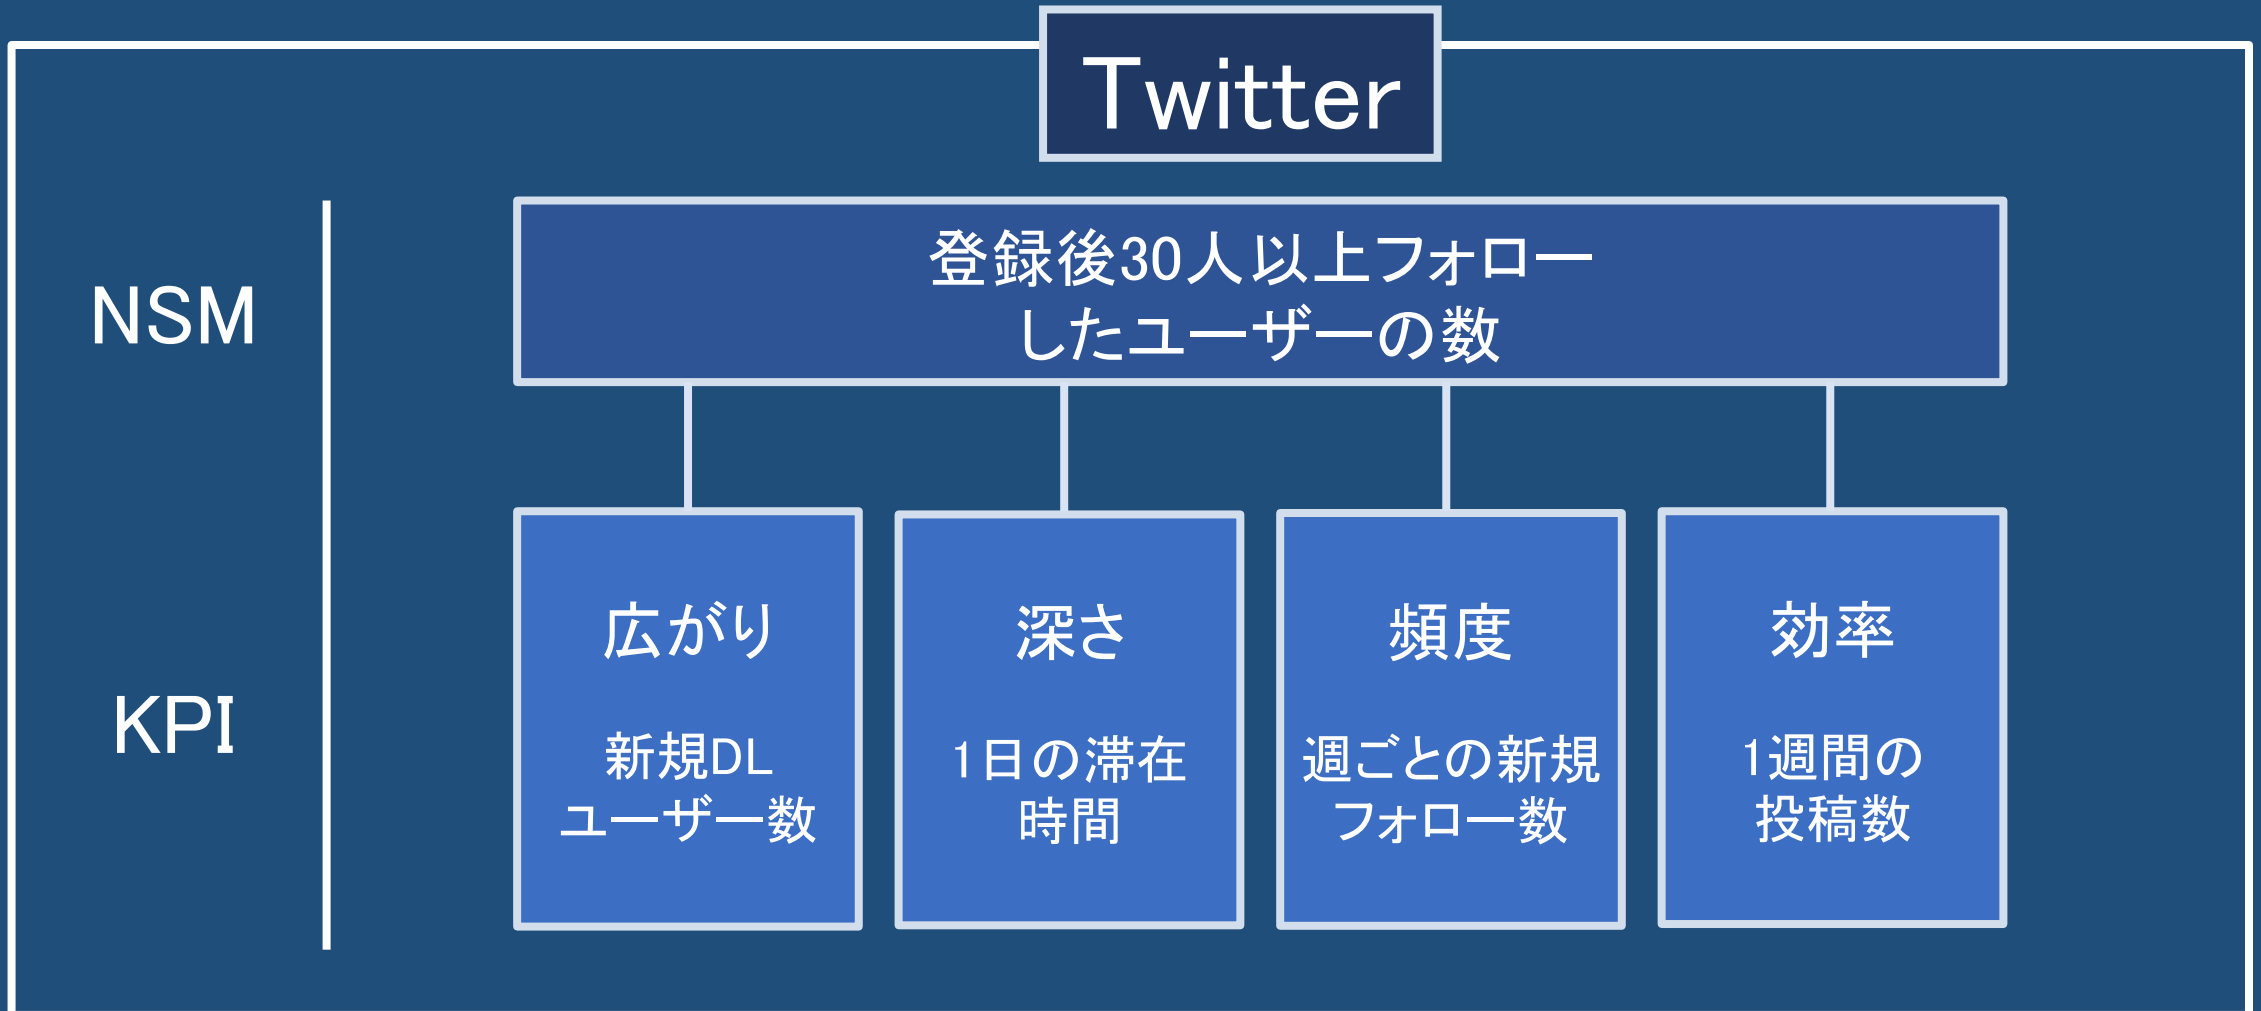 Twitter
NSM
登録後30人以上フォロー
したユーザーの数
KPI
広がり
新規DL
ユーザー数
深さ
1日の滞在
時間
頻度
週ごとの新規
フォロー数
効率
1週間の
投稿数